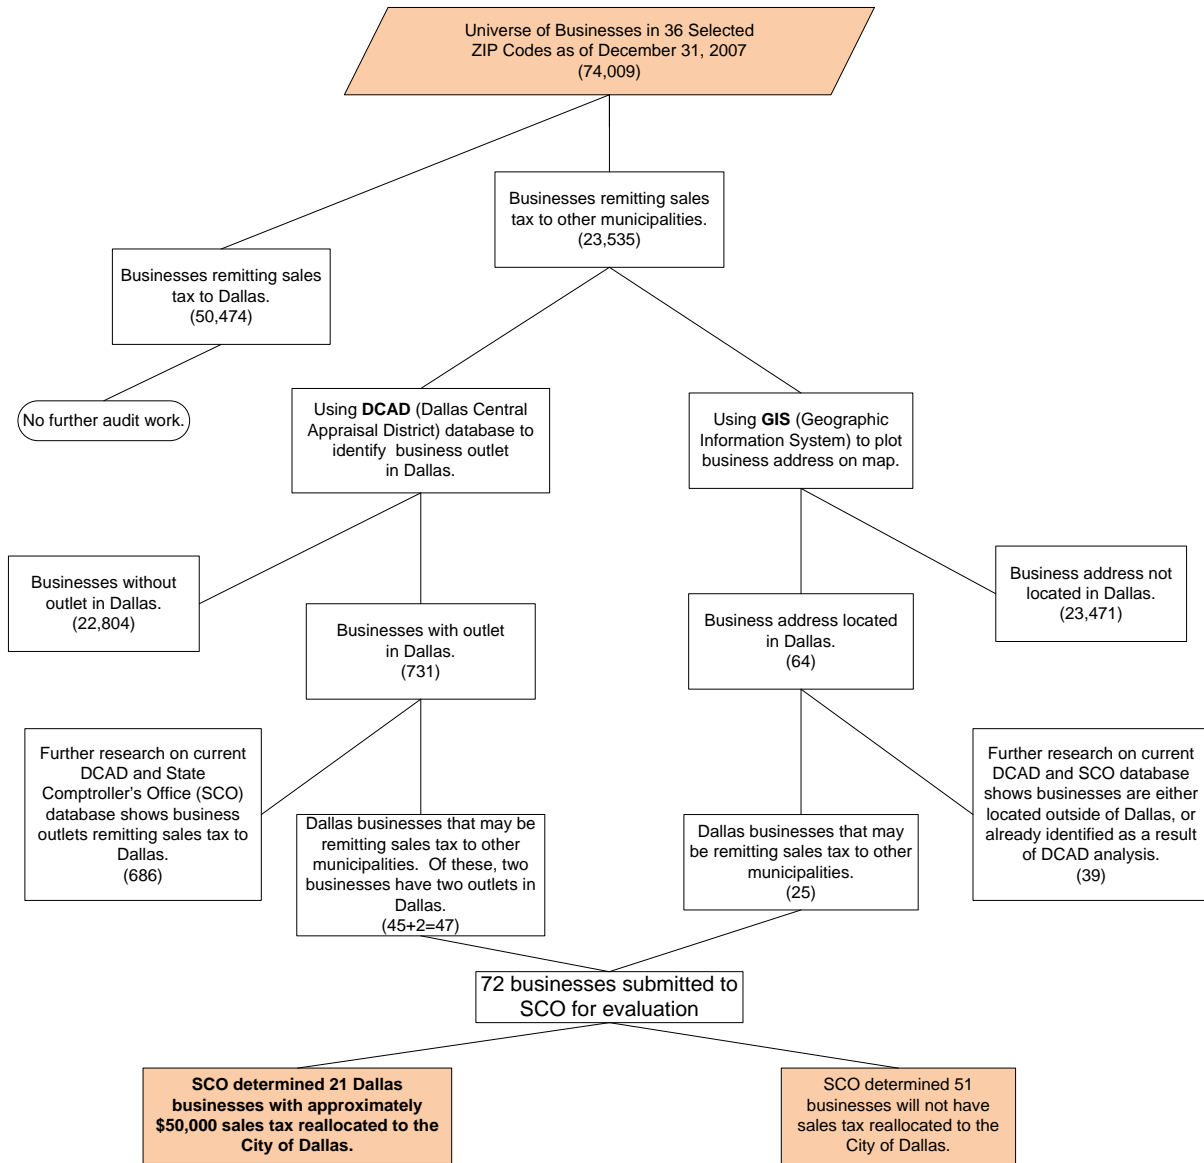 Universe of Businesses in 36 Selected
ZIP Codes as of December 31, 2007
(74,009)
Businesses remitting sales
tax to other municipalities.
(23,535)
Businesses remitting sales
tax to Dallas.
(50,474)
No further audit work.
Using DCAD (Dallas Central
Appraisal District) database to
identify business outlet
in Dallas.
Using GIS (Geographic
Information System) to plot
business address on map.
Businesses without
outlet in Dallas.
(22,804)
Businesses with outlet
in Dallas.
(731)
Business address located
in Dallas.
(64)
Business address not
located in Dallas.
(23,471)
Further research on current
DCAD and State
Comptroller's Office (SCO)
database shows business
outlets remitting sales tax to
Dallas.
(686)
Dallas businesses that may be
remitting sales tax to other
municipalities. Of these, two
businesses have two outlets in
Dallas.
(45+2=47)
Dallas businesses that may
be remitting sales tax to other
municipalities.
(25)
Further research on current
DCAD and SCO database
shows businesses are either
located outside of Dallas, or
already identified as a result
of DCAD analysis.
(39)
72 businesses submitted to
SCO for evaluation
SCO determined 21 Dallas
businesses with approximately
$50,000 sales tax reallocated to the
City of Dallas.
SCO determined 51
businesses will not have
sales tax reallocated to the
City of Dallas.